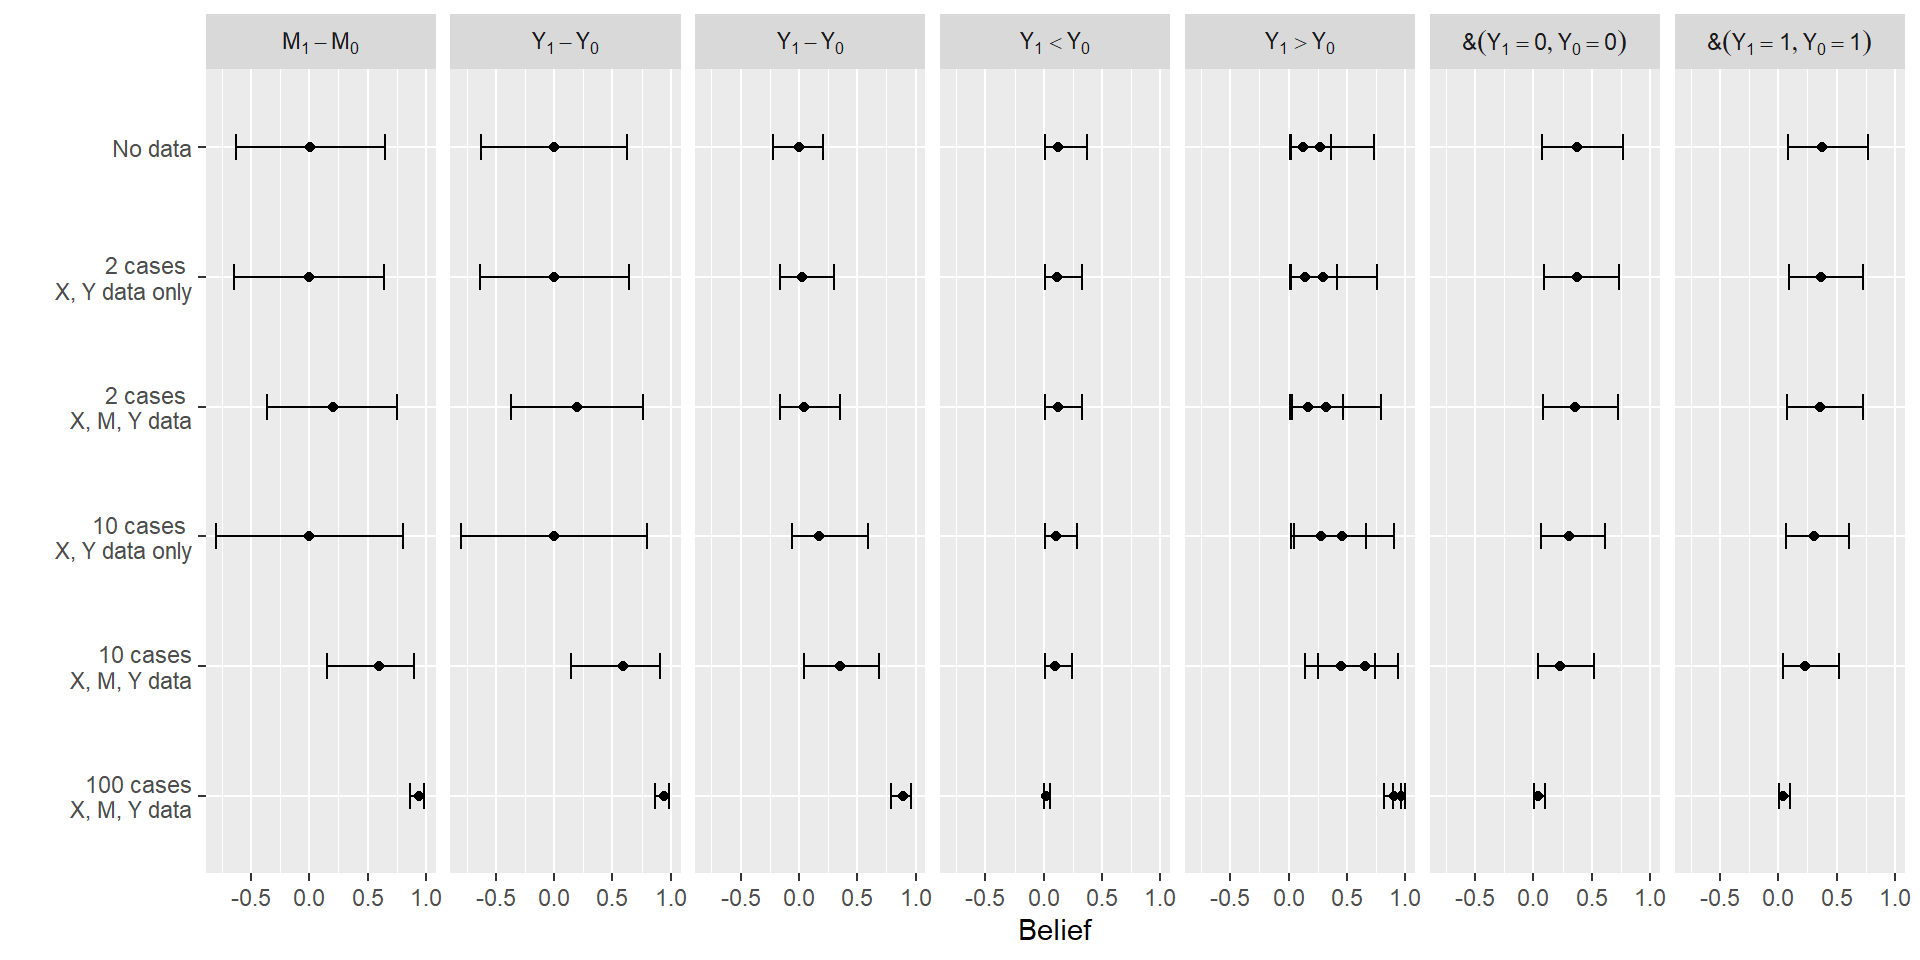 M₁ − M₀
Y₁ − Y₀
Y₁ − Y₀
Y₁ < Y₀
Y₁ > Y₀
&(Y₁ = 0, Y₀ = 0)
&(Y₁ = 1, Y₀ = 1)
No data
2 cases
X, Y data only
2 cases
X, M, Y data
10 cases
X, Y data only
10 cases
X, M, Y data
100 cases
X, M, Y data
-0.5 0.0 0.5 1.0
-0.5 0.0 0.5 1.0
-0.5 0.0 0.5 1.0
-0.5 0.0 0.5 1.0
-0.5 0.0 0.5 1.0
-0.5 0.0 0.5 1.0
-0.5 0.0 0.5 1.0
Belief